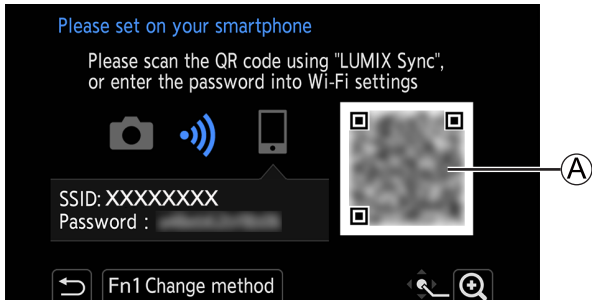 Please set on your smartphone
Please scan the QR code using "LUMIX Sync",
or enter the password into Wi-Fi settings
SSID: XXXXXXXX
Password :
Fn1 Change method
A